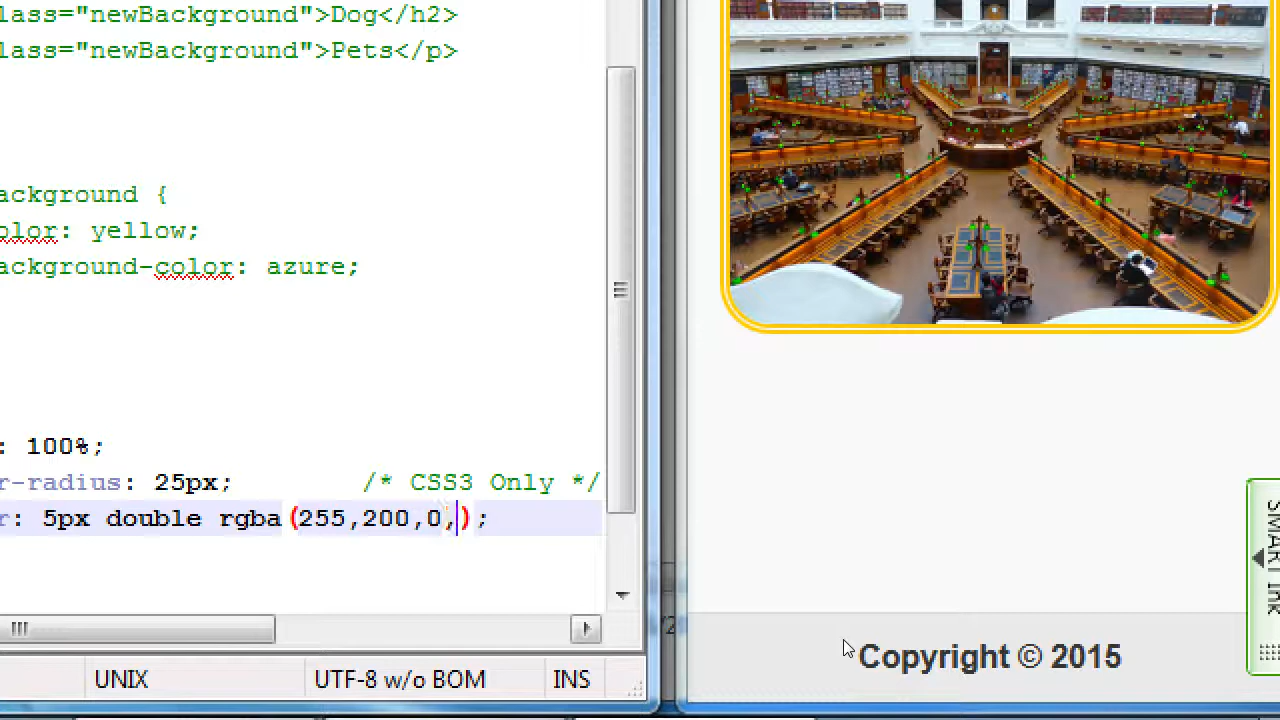 lass="newBackground">Dog</h2>
lass="newBackground">Pets</p>
ackground {
olor: yellow;
ackground-color: azure;
: 100%;
r-radius: 25px; /* CSS3 Only */
r: 5px double rgba(255,200,0,);
UNIX UTF-8 w/o BOM INS
Copyright © 2015
SMART Ink